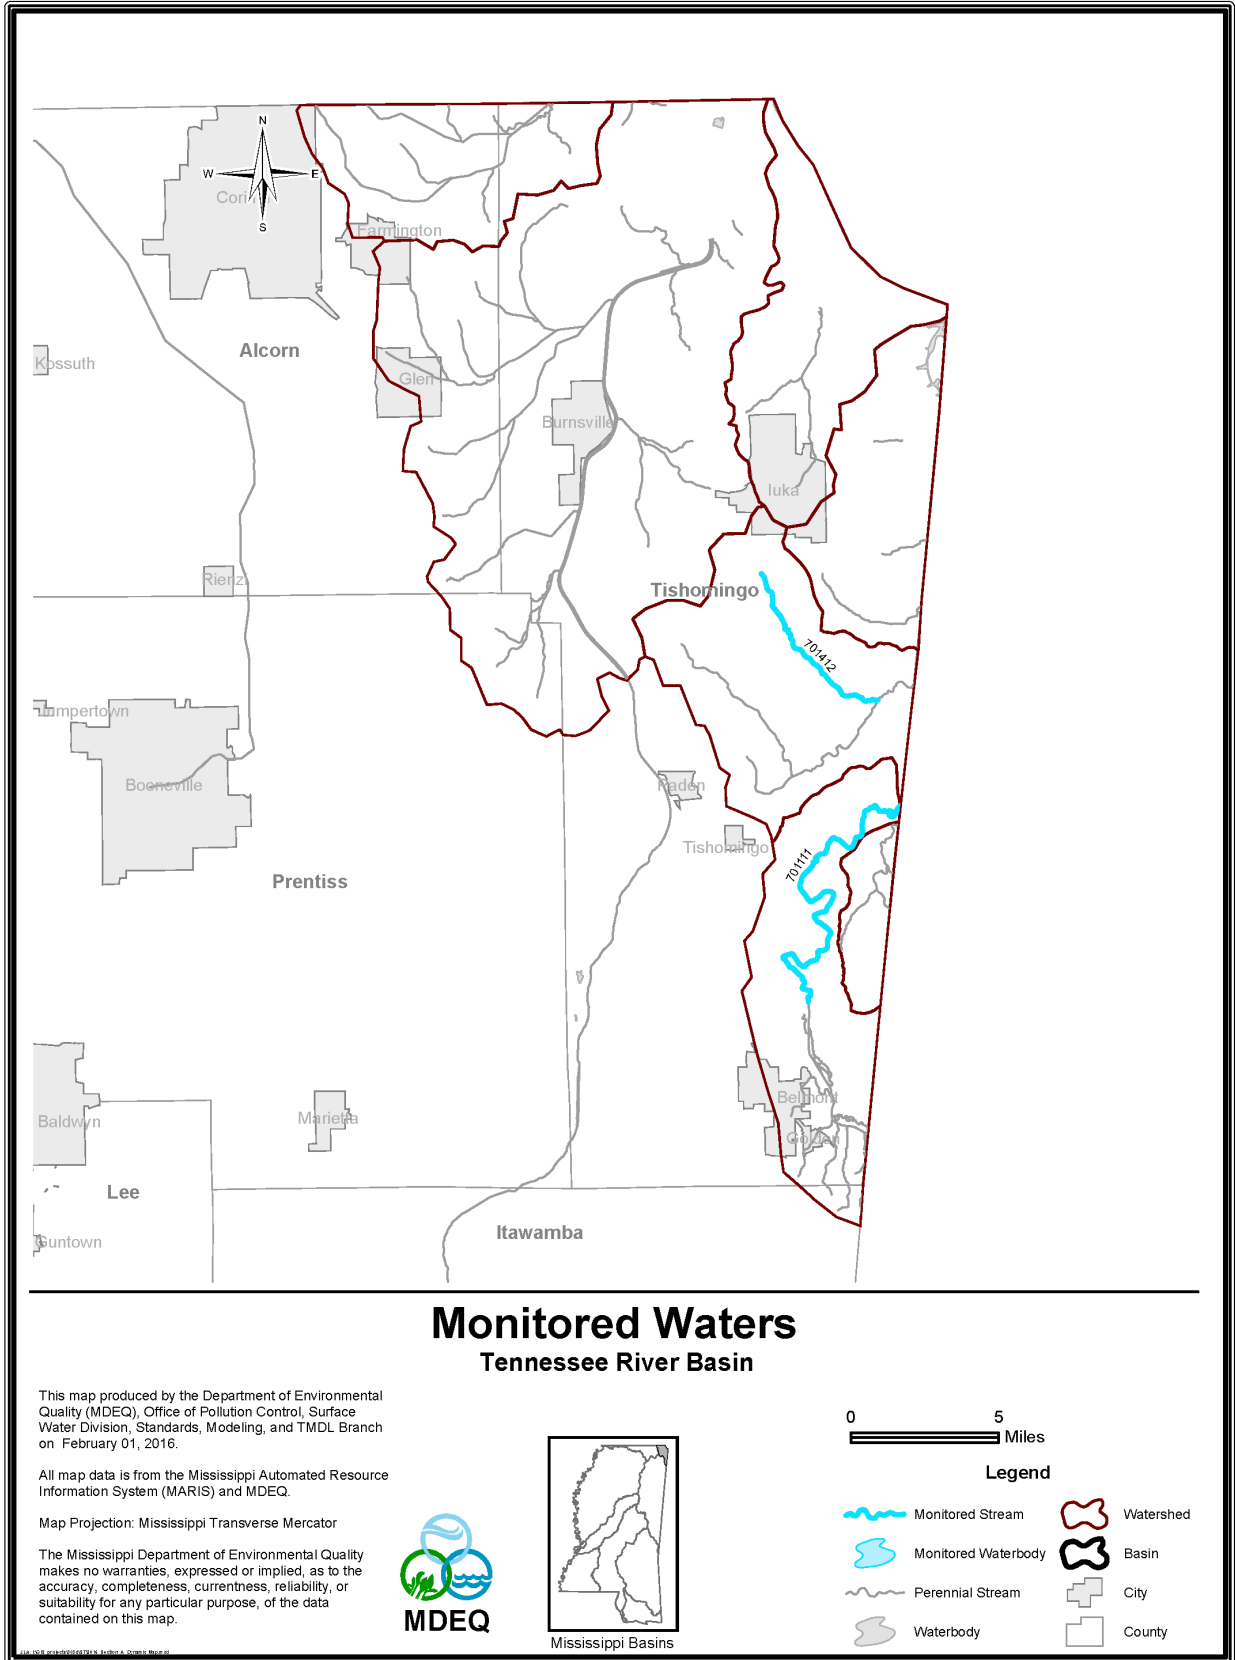 N
W
E
S
Farmington
Kossuth
Alcorn
Glen
Burnsville
Iuka
Rienzi
Tishomingo
701412
Jumpertown
Booneville
Paden
Tishomingo
701111
Prentiss
Belmont
Baldwyn
Marietta
Golden
Lee
Itawamba
Guntown
Monitored Waters
Tennessee River Basin
This map produced by the Department of Environmental
Quality (MDEQ), Office of Pollution Control, Surface
Water Division, Standards, Modeling, and TMDL Branch
on February 01, 2016.
All map data is from the Mississippi Automated Resource
Information System (MARIS) and MDEQ.
Map Projection: Mississippi Transverse Mercator
The Mississippi Department of Environmental Quality
makes no warranties, expressed or implied, as to the
accuracy, completeness, currentness, reliability, or
suitability for any particular purpose, of the data
contained on this map.
MDEQ
Mississippi Basins
0 5
Miles
Legend
Monitored Stream
Watershed
Monitored Waterbody
Basin
Perennial Stream
City
Waterbody
County